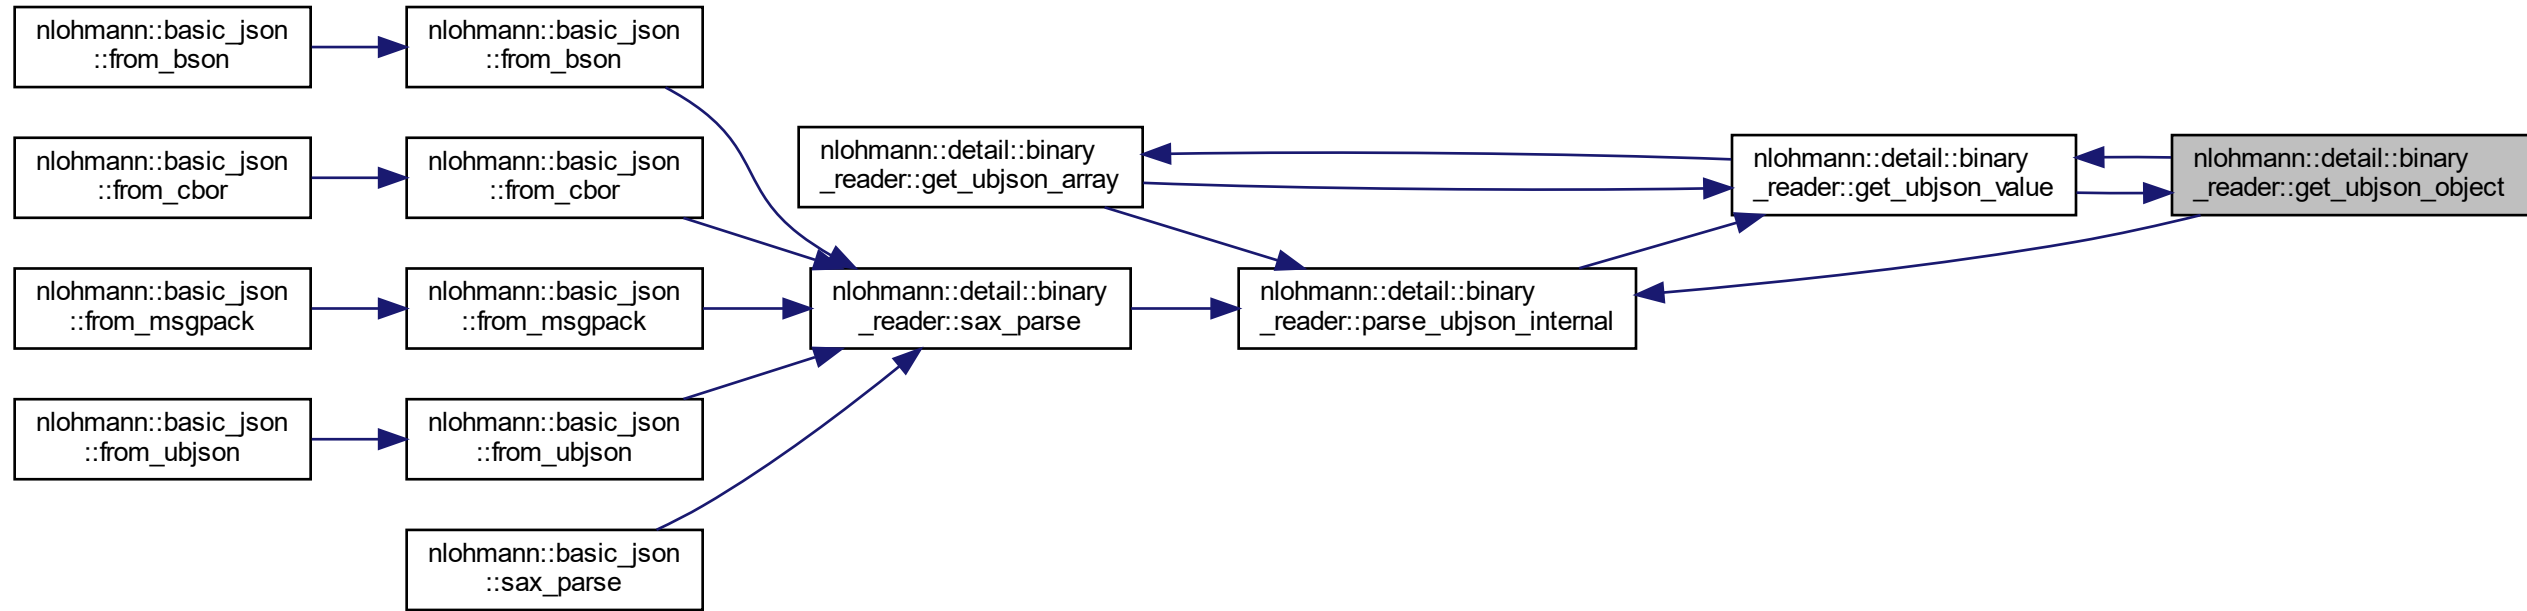 nlohmann::basic_json
::from_bson
nlohmann::basic_json
::from_bson
nlohmann::basic_json
::from_cbor
nlohmann::basic_json
::from_cbor
nlohmann::basic_json
::from_msgpack
nlohmann::basic_json
::from_msgpack
nlohmann::basic_json
::from_ubjson
nlohmann::basic_json
::from_ubjson
nlohmann::basic_json
::sax_parse
nlohmann::detail::binary
_reader::get_ubjson_array
nlohmann::detail::binary
_reader::sax_parse
nlohmann::detail::binary
_reader::parse_ubjson_internal
nlohmann::detail::binary
_reader::get_ubjson_value
nlohmann::detail::binary
_reader::get_ubjson_object